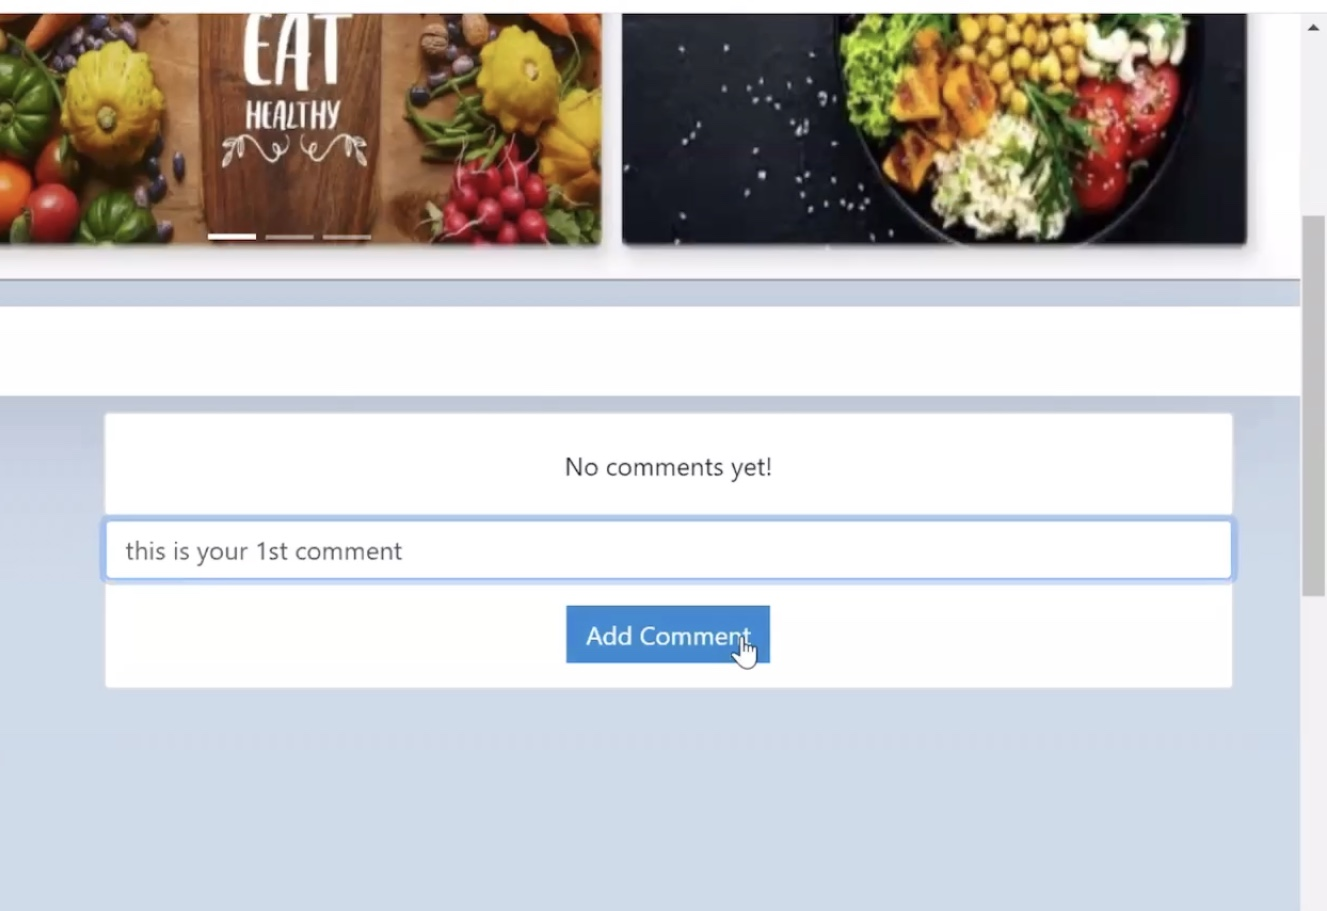 EAT
HEALTHY
No comments yet!
this is your 1st comment
Add Comment